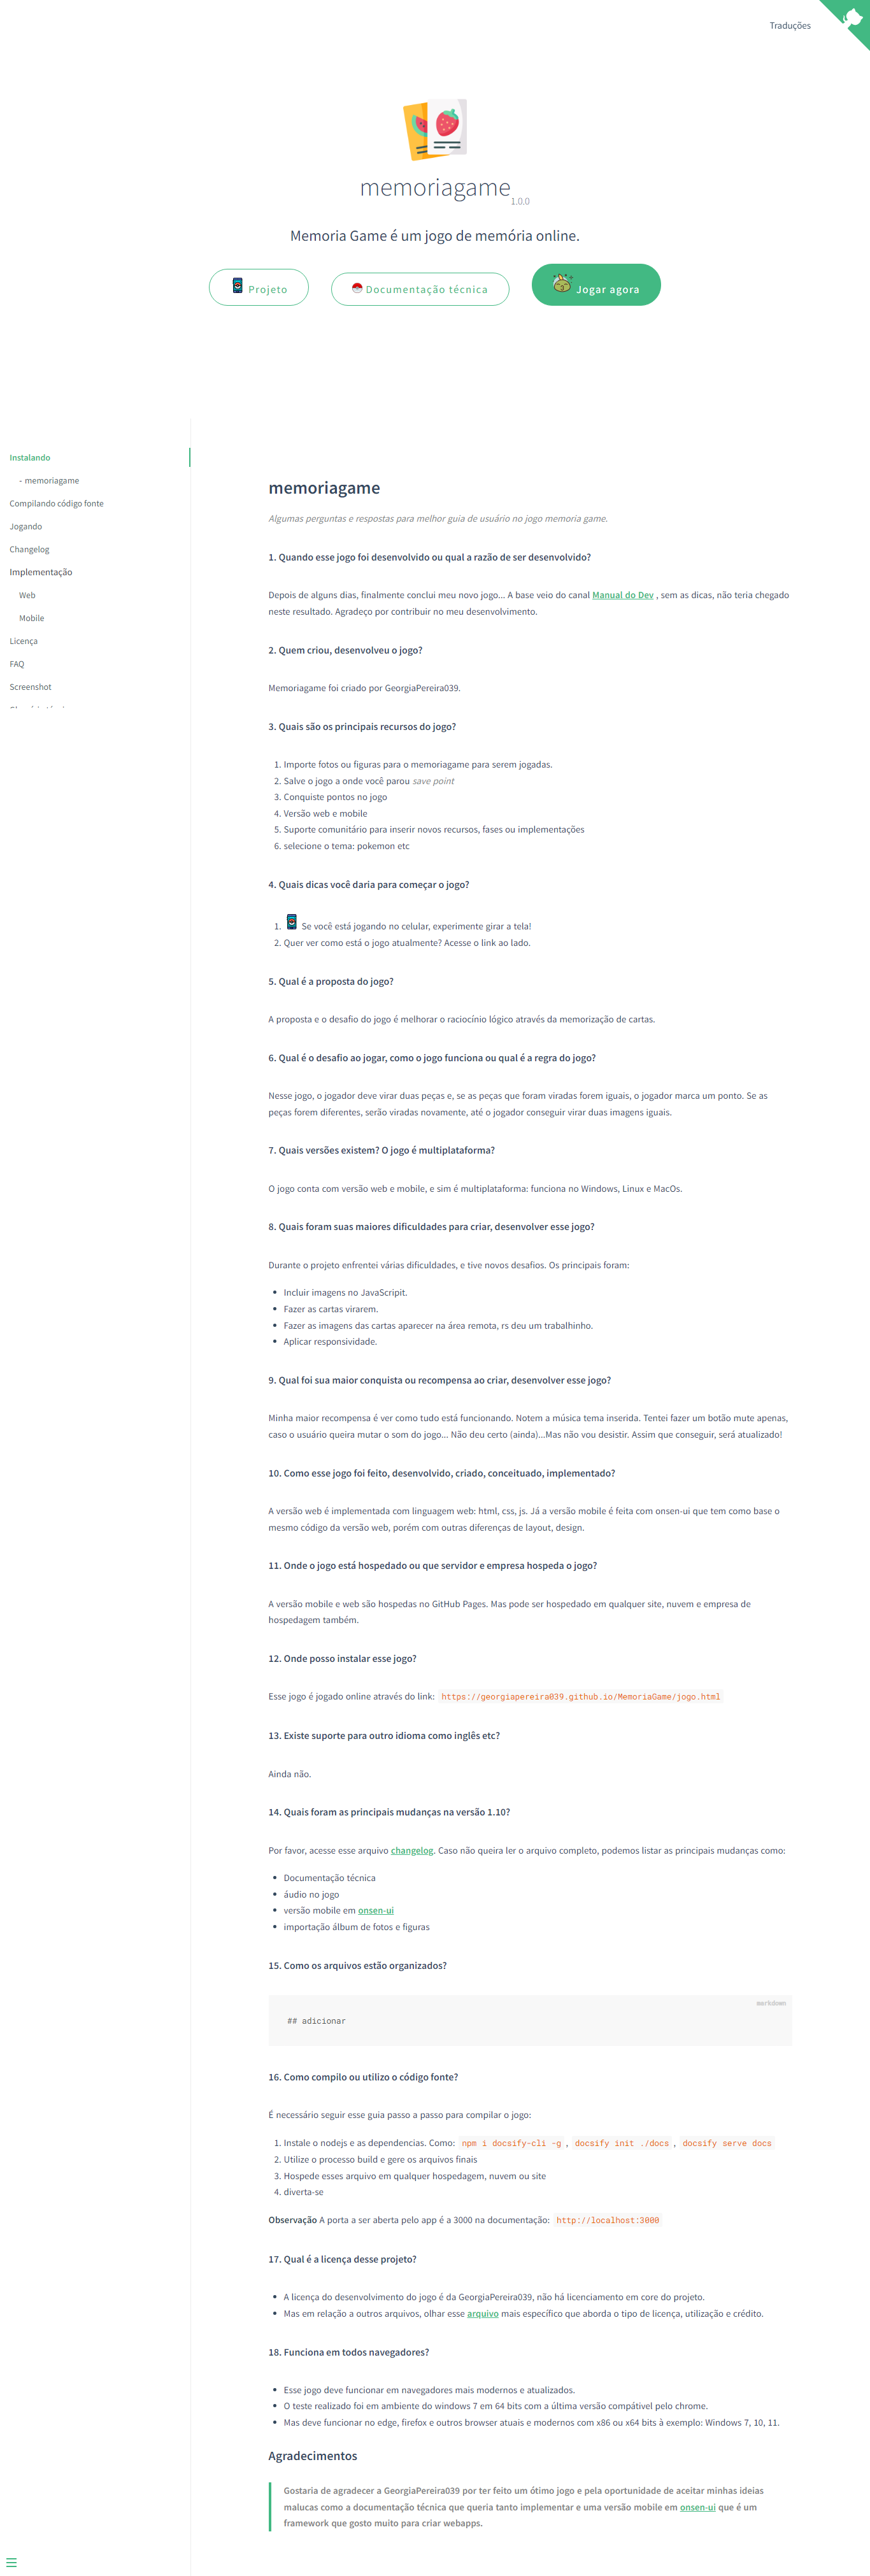 Traduções
memoriagame
1.0.0
Memoria Game é um jogo de memória online.
Projeto
Documentação técnica
Jogar agora
Instalando
- memoriagame
Compilando código fonte
Jogando
Changelog
Implementação
Web
Mobile
Licença
FAQ
Screenshot
memoriagame
Algumas perguntas e respostas para melhor guia de usuário no jogo memoria game.
1. Quando esse jogo foi desenvolvido ou qual a razão de ser desenvolvido?
Depois de alguns dias, finalmente conclui meu novo jogo... A base veio do canal Manual do Dev , sem as dicas, não teria chegado
neste resultado. Agradeço por contribuir no meu desenvolvimento.
2. Quem criou, desenvolveu o jogo?
Memoriagame foi criado por GeorgiaPereira039.
3. Quais são os principais recursos do jogo?
1. Importe fotos ou figuras para o memoriagame para serem jogadas.
2. Salve o jogo a onde você parou save point
3. Conquiste pontos no jogo
4. Versão web e mobile
5. Suporte comunitário para inserir novos recursos, fases ou implementações
6. selecione o tema: pokemon etc
4. Quais dicas você daria para começar o jogo?
1. Se você está jogando no celular, experimente girar a tela!
2. Quer ver como está o jogo atualmente? Acesse o link ao lado.
5. Qual é a proposta do jogo?
A proposta e o desafio do jogo é melhorar o raciocínio lógico através da memorização de cartas.
6. Qual é o desafio ao jogar, como o jogo funciona ou qual é a regra do jogo?
Nesse jogo, o jogador deve virar duas peças e, se as peças que foram viradas forem iguais, o jogador marca um ponto. Se as
peças forem diferentes, serão viradas novamente, até o jogador conseguir virar duas imagens iguais.
7. Quais versões existem? O jogo é multiplataforma?
O jogo conta com versão web e mobile, e sim é multiplataforma: funciona no Windows, Linux e MacOs.
8. Quais foram suas maiores dificuldades para criar, desenvolver esse jogo?
Durante o projeto enfrentei várias dificuldades, e tive novos desafios. Os principais foram:
• Incluir imagens no JavaScripit.
• Fazer as cartas virarem.
• Fazer as imagens das cartas aparecer na área remota, rs deu um trabalhinho.
• Aplicar responsividade.
9. Qual foi sua maior conquista ou recompensa ao criar, desenvolver esse jogo?
Minha maior recompensa é ver como tudo está funcionando. Notem a música tema inserida. Tentei fazer um botão mute apenas,
caso o usuário queira mutar o som do jogo... Não deu certo (ainda)...Mas não vou desistir. Assim que conseguir, será atualizado!
10. Como esse jogo foi feito, desenvolvido, criado, conceituado, implementado?
A versão web é implementada com linguagem web: html, css, js. Já a versão mobile é feita com onsen-ui que tem como base o
mesmo código da versão web, porém com outras diferenças de layout, design.
11. Onde o jogo está hospedado ou que servidor e empresa hospeda o jogo?
A versão mobile e web são hospedas no GitHub Pages. Mas pode ser hospedado em qualquer site, nuvem e empresa de
hospedagem também.
12. Onde posso instalar esse jogo?
Esse jogo é jogado online através do link: https://georgiapereira039.github.io/MemoriaGame/jogo.html
13. Existe suporte para outro idioma como inglês etc?
Ainda não.
14. Quais foram as principais mudanças na versão 1.10?
Por favor, acesse esse arquivo changelog. Caso não queira ler o arquivo completo, podemos listar as principais mudanças como:
• Documentação técnica
• áudio no jogo
• versão mobile em onsen-ui
• importação álbum de fotos e figuras
15. Como os arquivos estão organizados?
markdown
## adicionar
16. Como compilo ou utilizo o código fonte?
É necessário seguir esse guia passo a passo para compilar o jogo:
1. Instale o nodejs e as dependencias. Como: npm i docsify-cli -g , docsify init ./docs , docsify serve docs
2. Utilize o processo build e gere os arquivos finais
3. Hospede esses arquivo em qualquer hospedagem, nuvem ou site
4. diverta-se
Observação A porta a ser aberta pelo app é a 3000 na documentação: http://localhost:3000
17. Qual é a licença desse projeto?
• A licença do desenvolvimento do jogo é da GeorgiaPereira039, não há licenciamento em core do projeto.
• Mas em relação a outros arquivos, olhar esse arquivo mais específico que aborda o tipo de licença, utilização e crédito.
18. Funciona em todos navegadores?
• Esse jogo deve funcionar em navegadores mais modernos e atualizados.
• O teste realizado foi em ambiente do windows 7 em 64 bits com a última versão compátivel pelo chrome.
• Mas deve funcionar no edge, firefox e outros browser atuais e modernos com x86 ou x64 bits à exemplo: Windows 7, 10, 11.
Agradecimentos
Gostaria de agradecer a GeorgiaPereira039 por ter feito um ótimo jogo e pela oportunidade de aceitar minhas ideias
malucas como a documentação técnica que queria tanto implementar e uma versão mobile em onsen-ui que é um
framework que gosto muito para criar webapps.